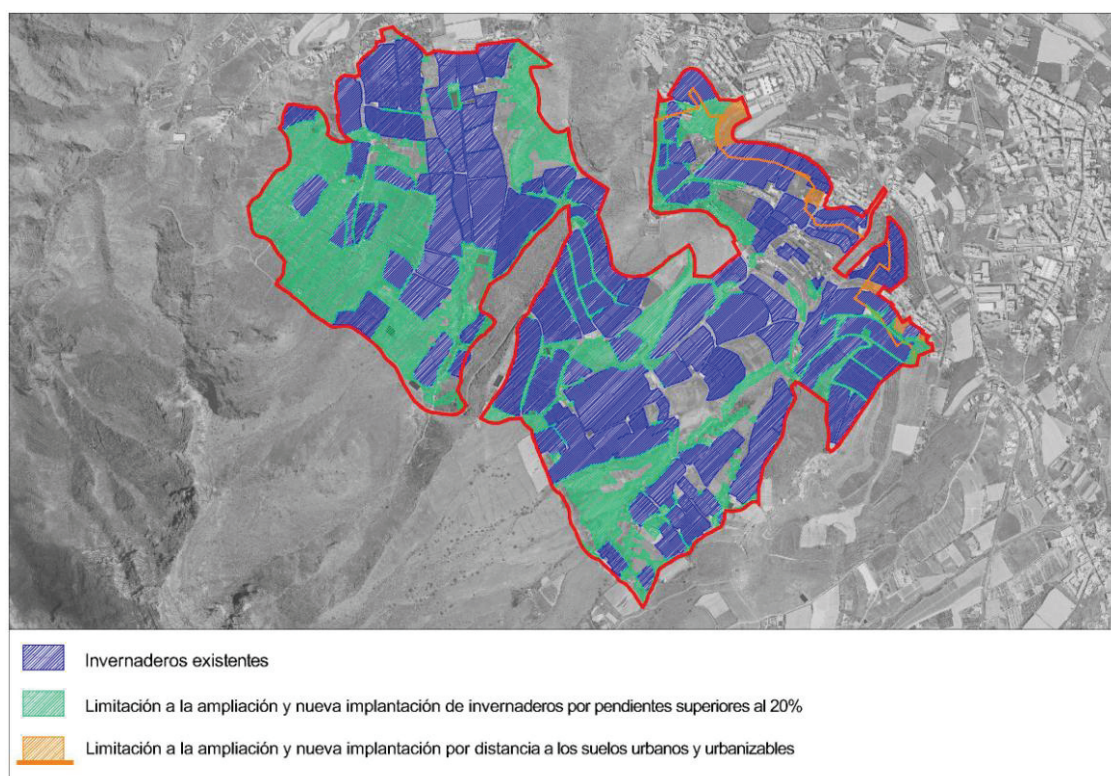 Invernaderos existentes
Limitación a la ampliación y nueva implantación de invernaderos por pendientes superiores al 20%
Limitación a la ampliación y nueva implantación por distancia a los suelos urbanos y urbanizables